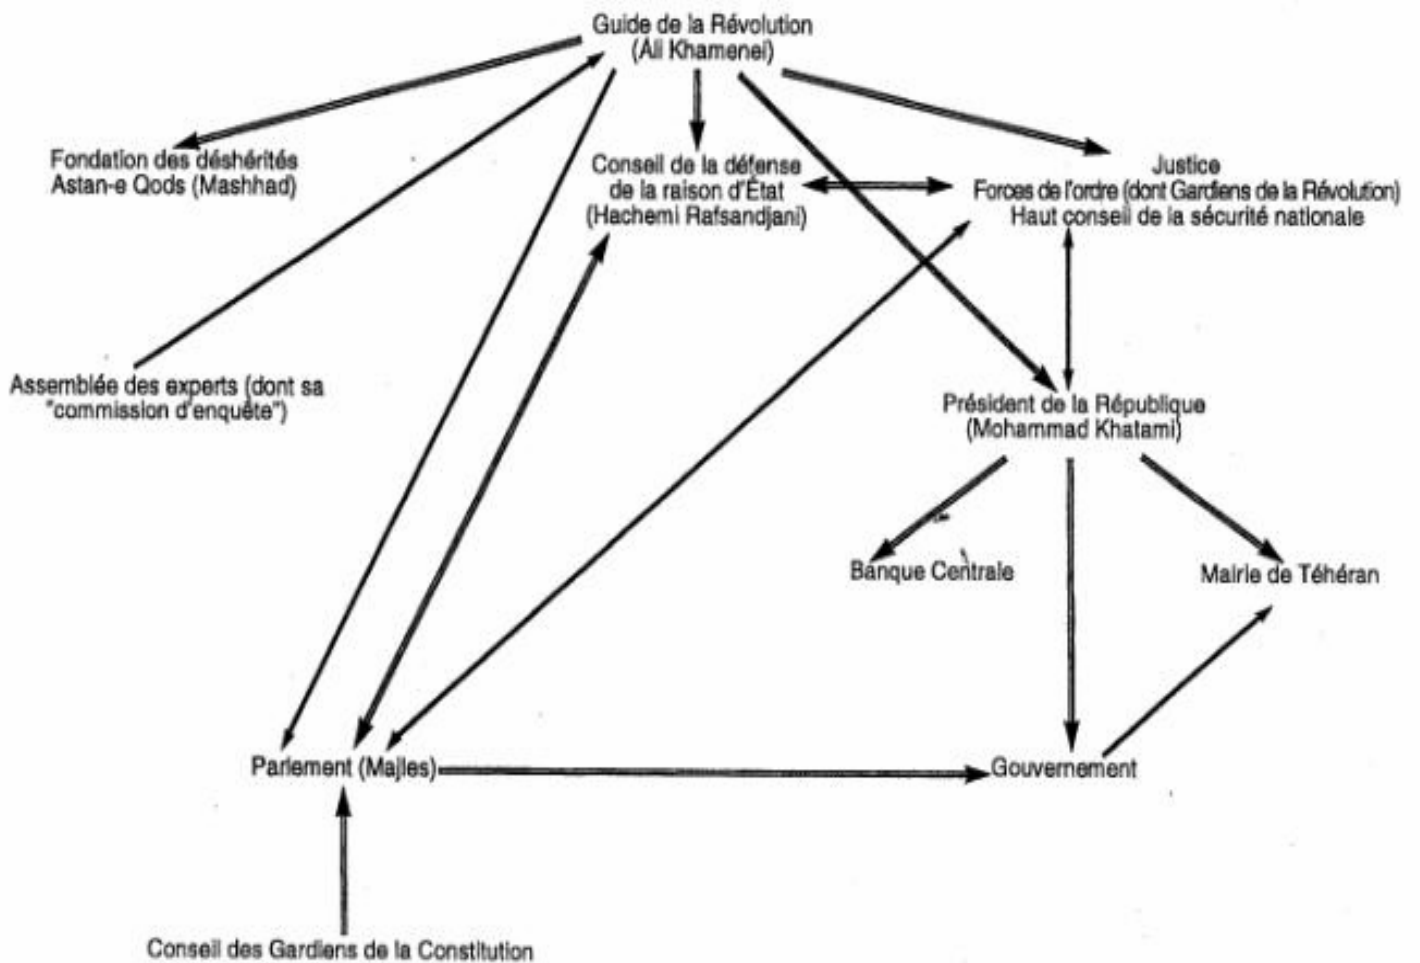 Guide de la Révolution
(Ali Khamenei)
Fondation des déshérités
Astan-e Qods (Mashhad)
Conseil de la défense
de la raison d'État
(Hachemi Rafsandjani)
Justice
Forces de l'ordre (dont Gardiens de la Révolution)
Haut conseil de la sécurité nationale
Assemblée des experts (dont sa
"commission d'enquête")
Président de la République
(Mohammad Khatami)
Banque Centrale
Mairie de Téhéran
Parlement (Majles)
Gouvernement
Conseil des Gardiens de la Constitution